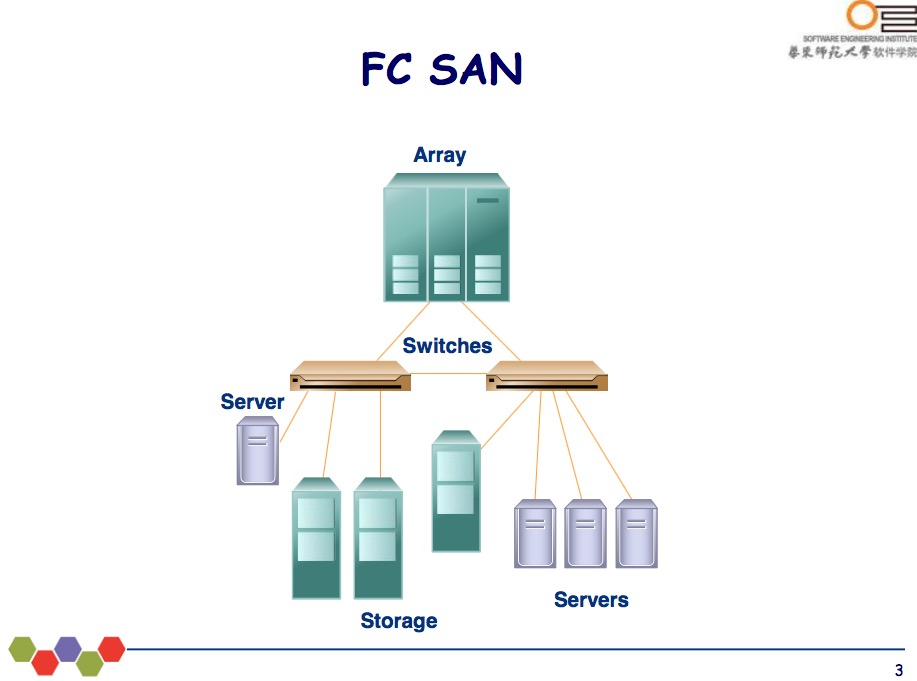 SOFTWARE ENGINEERING INSTITUTE
華東師範大學软件学院
FC SAN
Array
Switches
Server
Servers
Storage
3